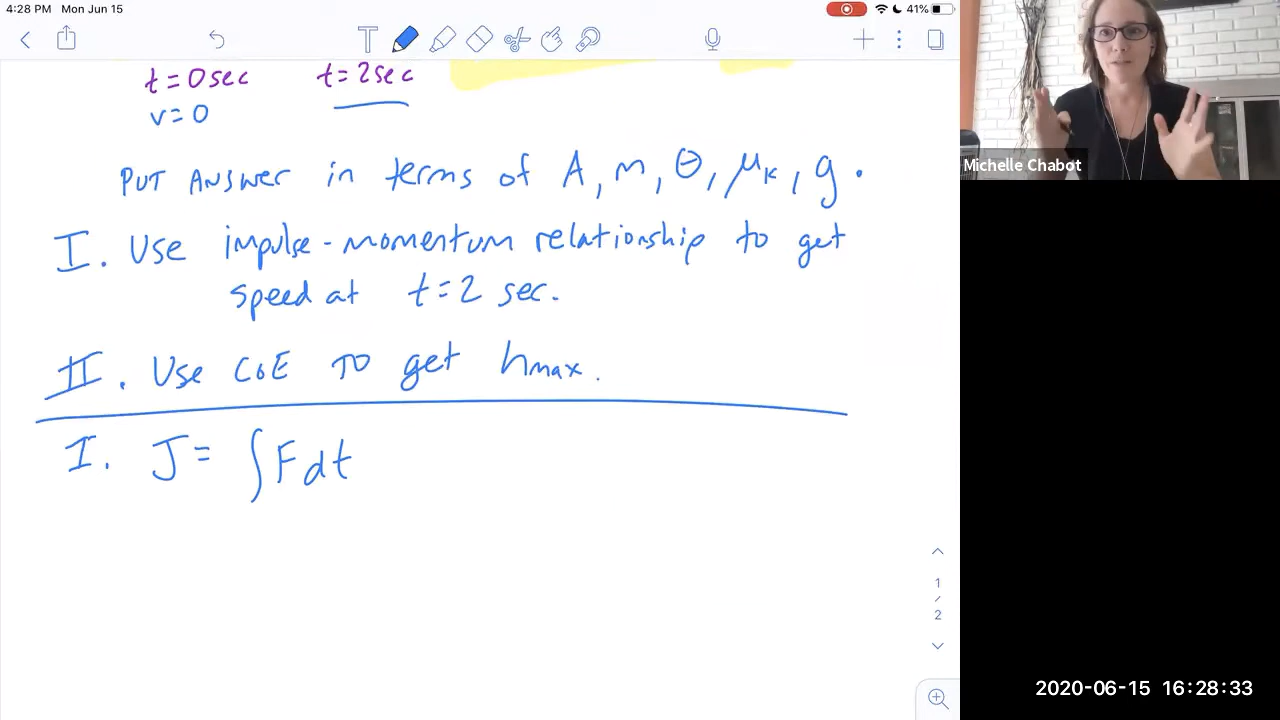 4:28 PM Mon Jun 15
41%
T
t = 0 sec t = 2 sec
v = 0
Michelle Chabot
PUT ANSWER in terms of A, m, θ, μk, g.
I. Use impulse-momentum relationship to get
speed at t = 2 sec.
II. Use CoE TO get hmax.
I. J = ∫F dt
1
/
2
2020-06-15 16:28:33